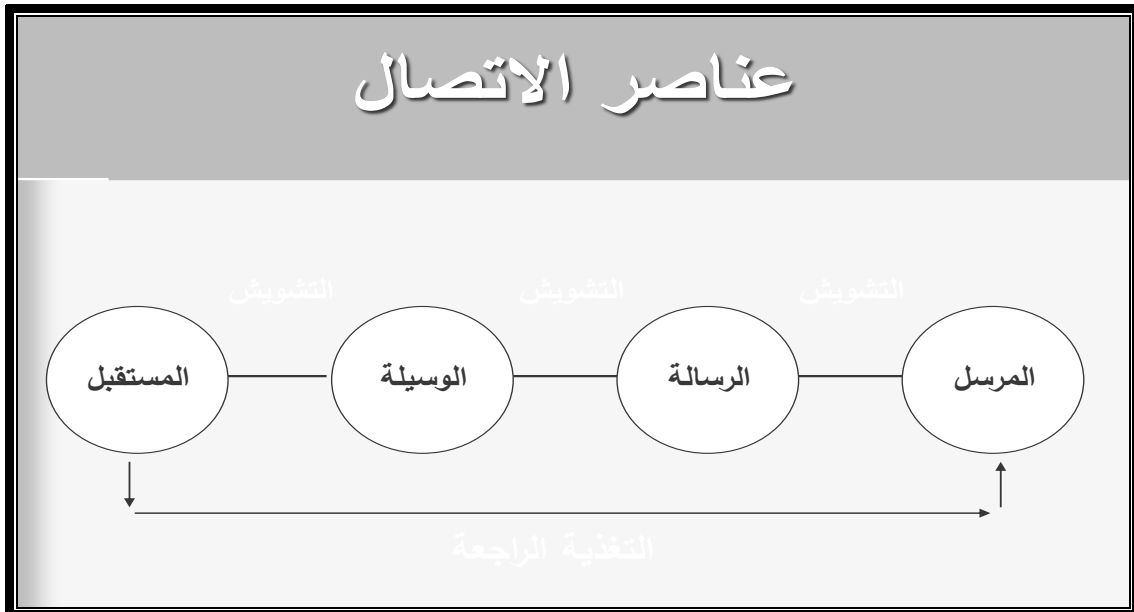 عناصر الاتصال
التشويش التشويش التشويش
المرسل الرسالة الوسيلة المستقبل
التغذية الراجعة